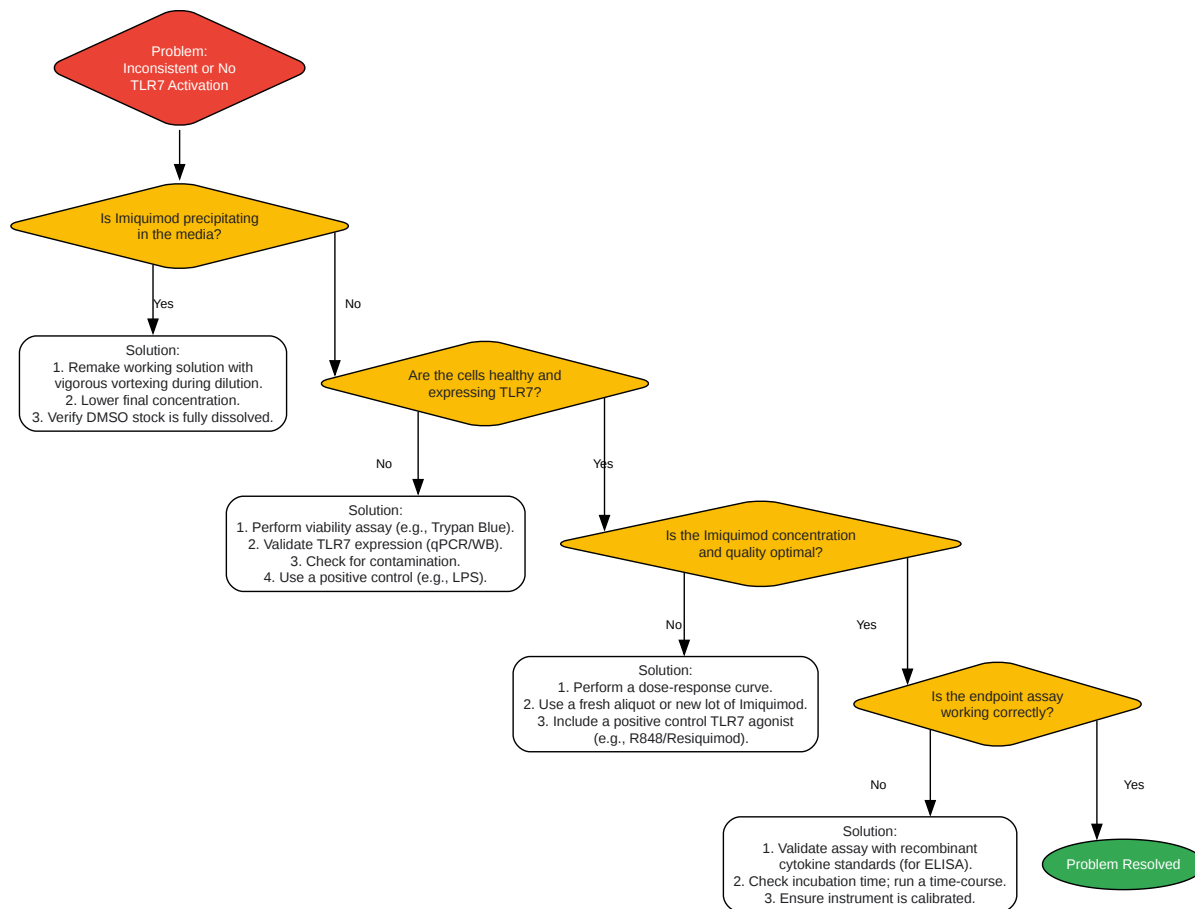 Problem:
Inconsistent or No
TLR7 Activation
Is Imiquimod precipitating
in the media?
Yes
No
Solution:
1. Remake working solution with
vigorous vortexing during dilution.
2. Lower final concentration.
3. Verify DMSO stock is fully dissolved.
Are the cells healthy and
expressing TLR7?
No
Yes
Solution:
1. Perform viability assay (e.g., Trypan Blue).
2. Validate TLR7 expression (qPCR/WB).
3. Check for contamination.
4. Use a positive control (e.g., LPS).
Is the Imiquimod concentration
and quality optimal?
No
Yes
Solution:
1. Perform a dose-response curve.
2. Use a fresh aliquot or new lot of Imiquimod.
3. Include a positive control TLR7 agonist
(e.g., R848/Resiquimod).
Is the endpoint assay
working correctly?
No
Yes
Solution:
1. Validate assay with recombinant
cytokine standards (for ELISA).
2. Check incubation time; run a time-course.
3. Ensure instrument is calibrated.
Problem Resolved